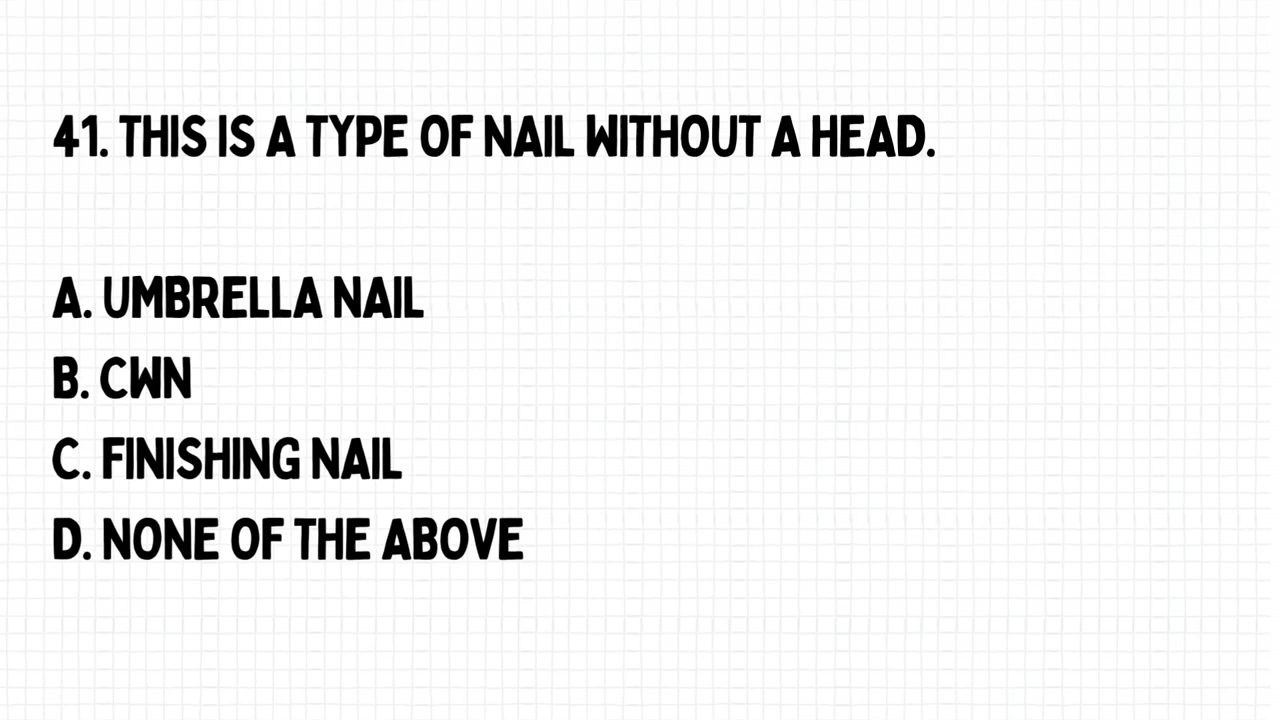 41. THIS IS A TYPE OF NAIL WITHOUT A HEAD.
A. UMBRELLA NAIL
B. CWN
C. FINISHING NAIL
D. NONE OF THE ABOVE